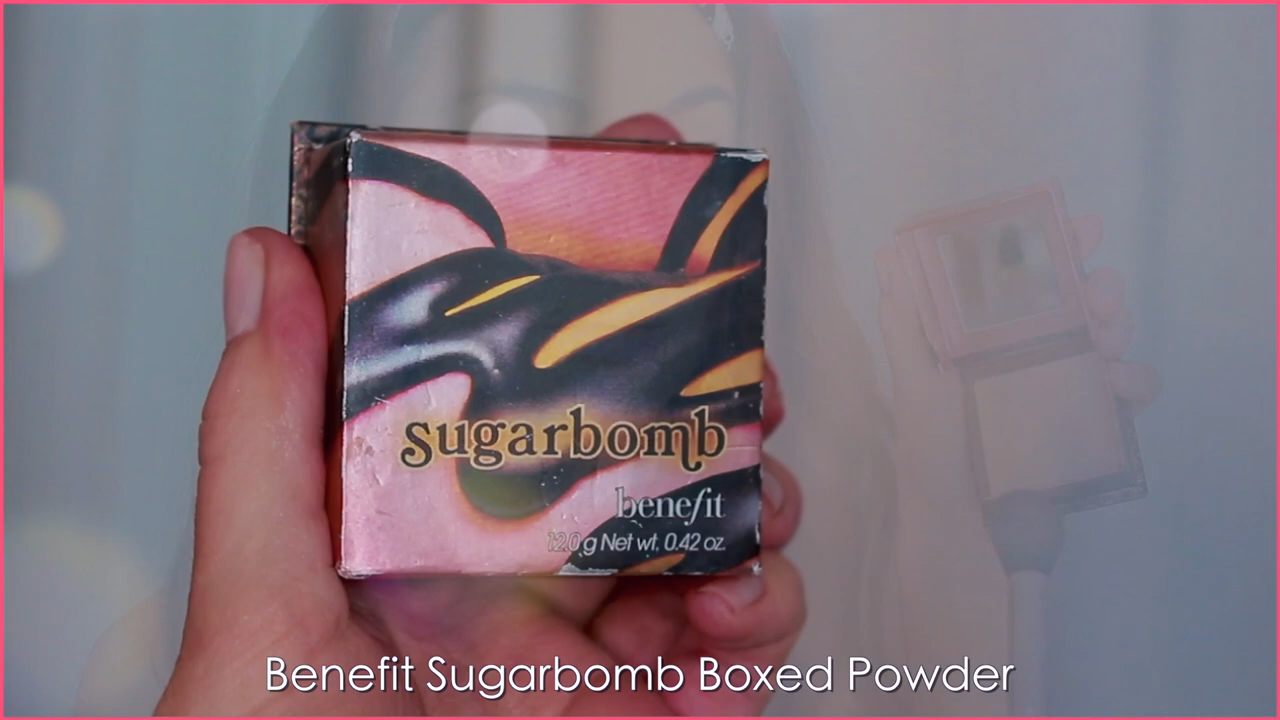 sugarbomb
benefit
12.0 g Net wt. 0.42 oz.
Benefit Sugarbomb Boxed Powder